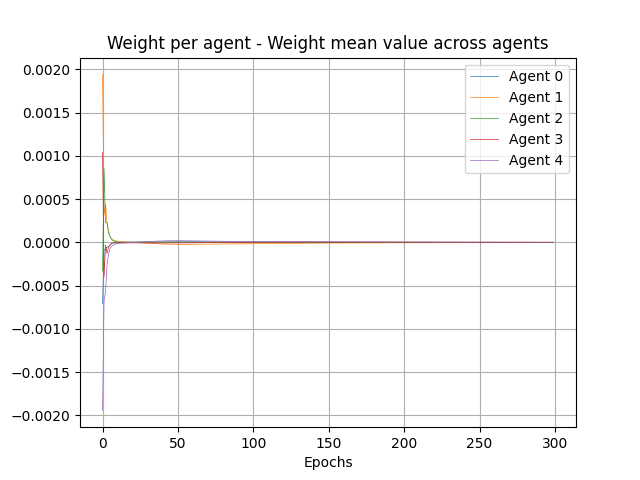 Weight per agent - Weight mean value across agents
0.0020
0.0015
0.0010
0.0005
0.0000
−0.0005
−0.0010
−0.0015
−0.0020
Agent 0
Agent 1
Agent 2
Agent 3
Agent 4
0 50 100 150 200 250 300
Epochs